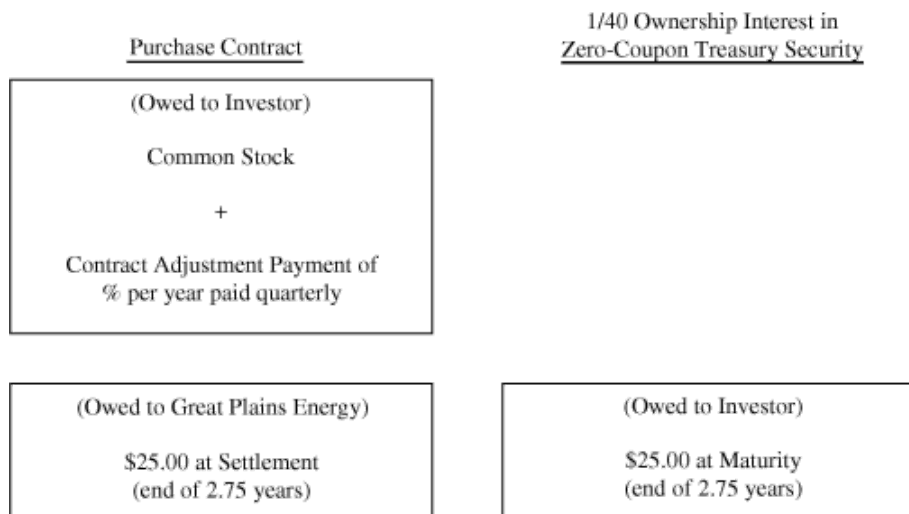 Purchase Contract
1/40 Ownership Interest in
Zero-Coupon Treasury Security
(Owed to Investor)
Common Stock
+
Contract Adjustment Payment of
% per year paid quarterly
(Owed to Great Plains Energy)
$25.00 at Settlement
(end of 2.75 years)
(Owed to Investor)
$25.00 at Maturity
(end of 2.75 years)